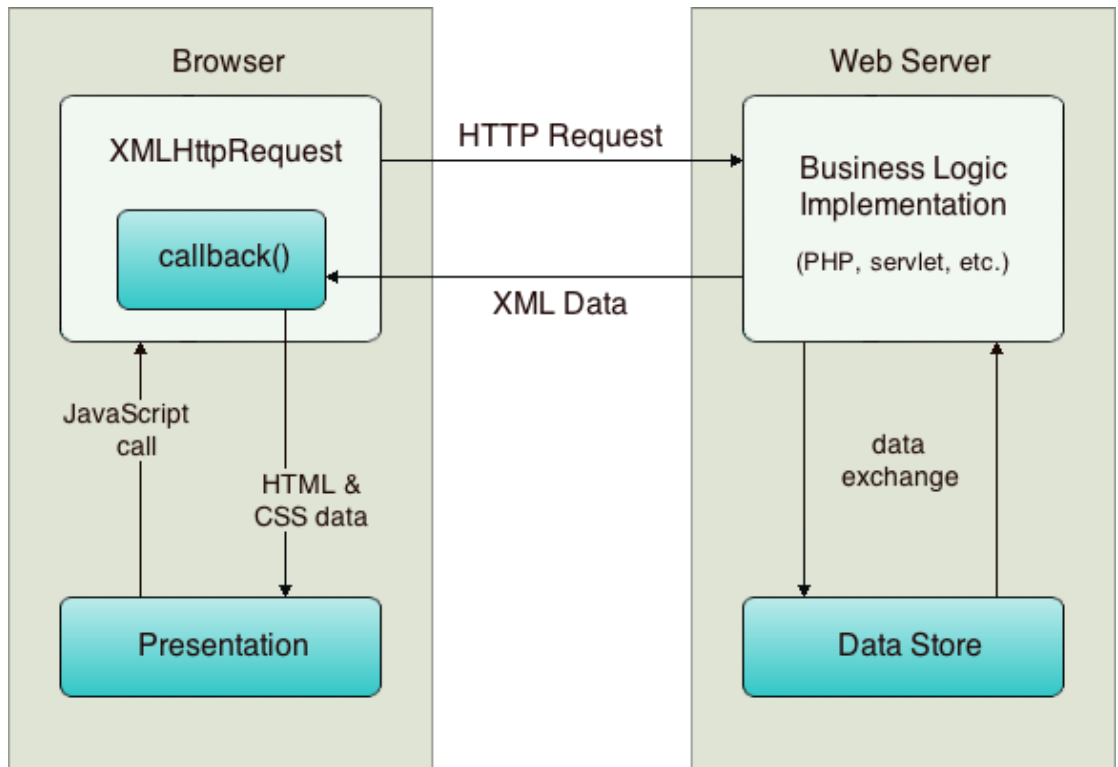 Browser
XMLHttpRequest
callback()
JavaScript
call
HTML &
CSS data
Presentation
HTTP Request
XML Data
Web Server
Business Logic
Implementation
(PHP, servlet, etc.)
data
exchange
Data Store